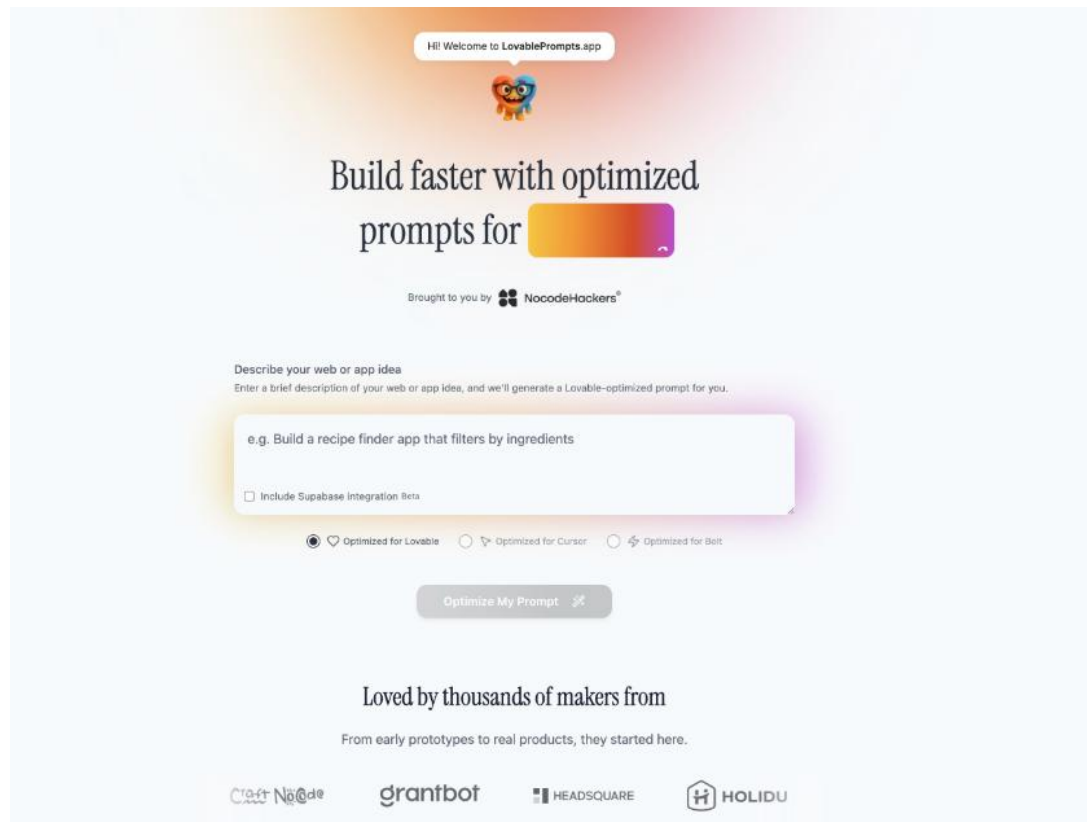 Hi! Welcome to LovablePrompts.app
Build faster with optimized
prompts for
Brought to you by NocodeHackers®
Describe your web or app idea
Enter a brief description of your web or app idea, and we'll generate a Lovable-optimized prompt for you.
e.g. Build a recipe finder app that filters by ingredients
Include Supabase integration Beta
Optimized for Lovable Optimized for Cursor Optimized for Bolt
Optimize My Prompt
Loved by thousands of makers from
From early prototypes to real products, they started here.
Craft NoCode grantbot HEADSQUARE HOLIDU